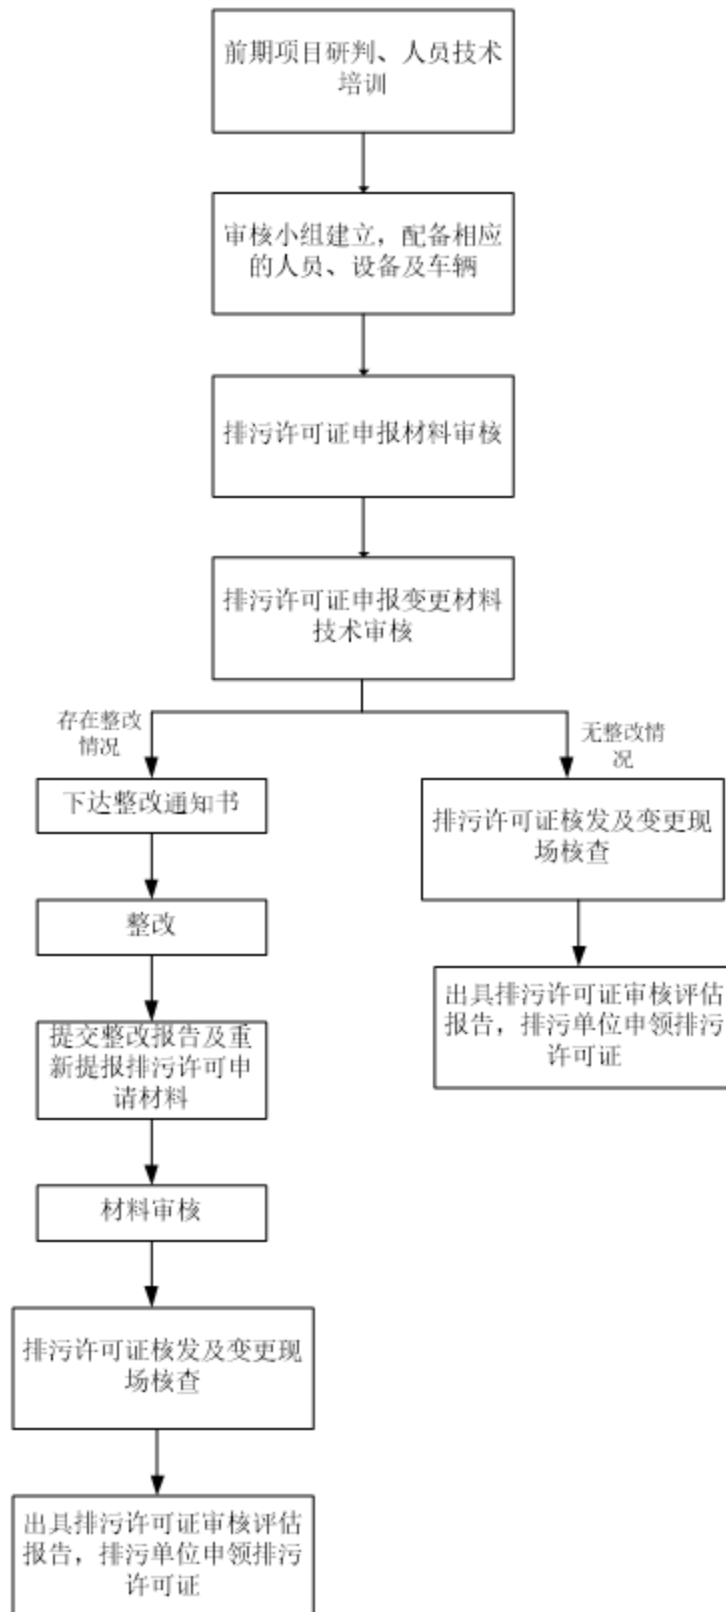 前期项目研判、人员技术
培训
审核小组建立，配备相应
的人员、设备及车辆
排污许可证申报材料审核
排污许可证申报变更材料
技术审核
存在整改
情况
无整改情
况
下达整改通知书
整改
提交整改报告及重
新提报排污许可申
请材料
材料审核
排污许可证核发及变更现
场核查
出具排污许可证审核评估
报告，排污单位申领排污
许可证
排污许可证核发及变更现
场核查
出具排污许可证审核评估
报告，排污单位申领排污
许可证